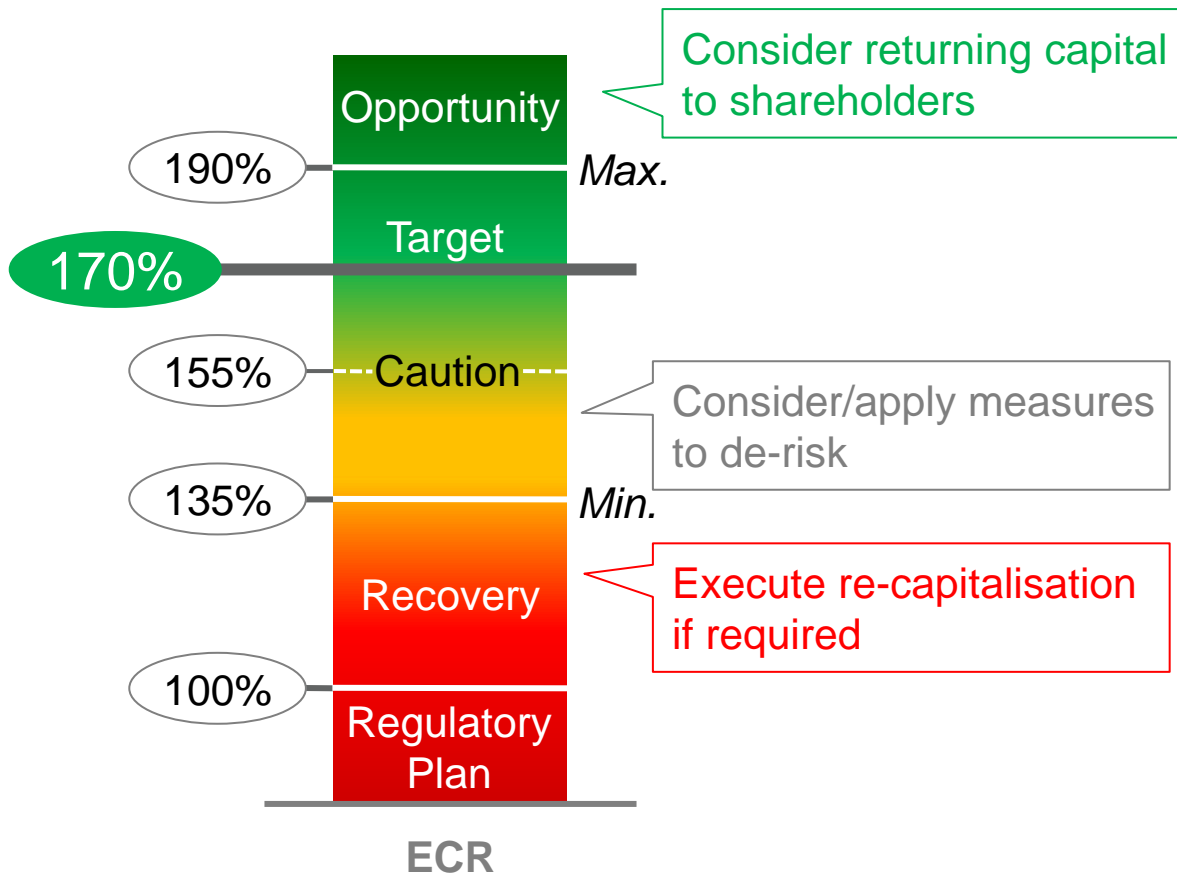 Consider returning capital
to shareholders
Opportunity
190%
Max.
Target
170%
155%
Caution
Consider/apply measures
to de-risk
135%
Min.
Execute re-capitalisation
if required
Recovery
100%
Regulatory
Plan
ECR